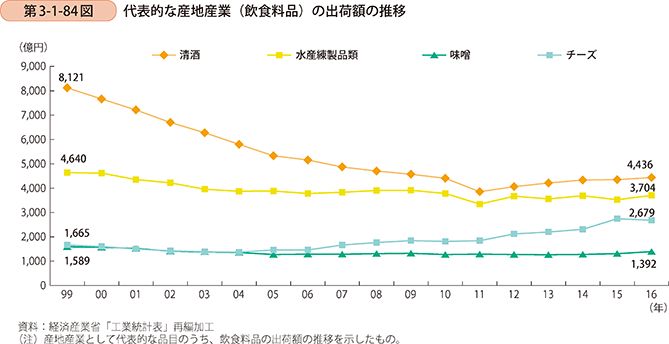 第3-1-84図 代表的な産地産業（飲食料品）の出荷額の推移
（億円）
清酒 水産練製品類 味噌 チーズ
9,000
8,121
8,000
7,000
6,000
5,000
4,640
4,436
4,000
3,704
3,000
2,679
2,000
1,665
1,589
1,392
1,000
0
99 00 01 02 03 04 05 06 07 08 09 10 11 12 13 14 15 16
（年）
資料：経済産業省「工業統計表」再編加工
（注）産地産業として代表的な品目のうち、飲食料品の出荷額の推移を示したもの。